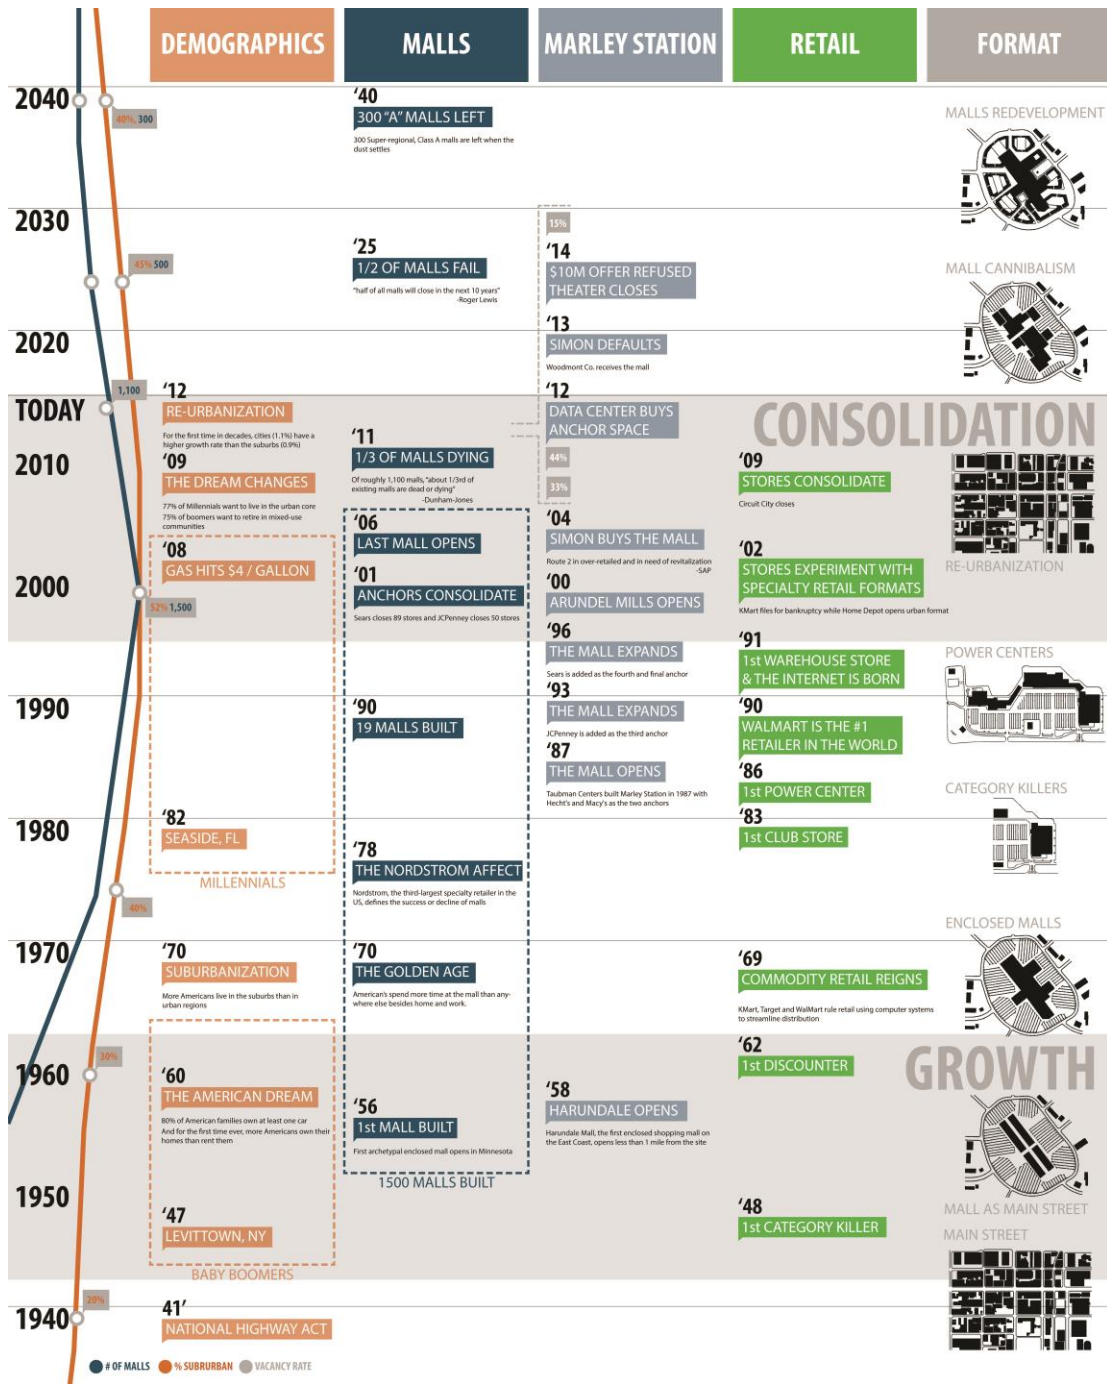 DEMOGRAPHICS
MALLS
MARLEY STATION
RETAIL
FORMAT
2040
2030
2020
TODAY
2010
2000
1990
1980
1970
1960
1950
1940
40%, 300
45% 500
1,100
52% 1,500
40%
30%
20%
# OF MALLS
% SUBRURBAN
VACANCY RATE
‘12
RE-URBANIZATION
For the first time in decades, cities (1.1%) have a
higher growth rate than the suburbs (0.9%)
‘09
THE DREAM CHANGES
77% of Millennials want to live in the urban core
75% of boomers want to retire in mixed-use
communities
‘08
GAS HITS $4 / GALLON
‘82
SEASIDE, FL
MILLENNIALS
‘70
SUBURBANIZATION
More Americans live in the suburbs than in
urban regions
‘60
THE AMERICAN DREAM
80% of American families own at least one car
And for the first time ever, more Americans own their
homes than rent them
‘47
LEVITTOWN, NY
BABY BOOMERS
41’
NATIONAL HIGHWAY ACT
‘40
300 “A” MALLS LEFT
300 Super-regional, Class A malls are left when the
dust settles
‘25
1/2 OF MALLS FAIL
“half of all malls will close in the next 10 years”
-Roger Lewis
‘11
1/3 OF MALLS DYING
Of roughly 1,100 malls, “about 1/3rd of
existing malls are dead or dying”
-Dunham-Jones
‘06
LAST MALL OPENS
‘01
ANCHORS CONSOLIDATE
Sears closes 89 stores and JCPenney closes 50 stores
‘90
19 MALLS BUILT
‘78
THE NORDSTROM AFFECT
Nordstrom, the third-largest specialty retailer in the
US, defines the success or decline of malls
‘70
THE GOLDEN AGE
American’s spend more time at the mall than any-
where else besides home and work.
‘56
1st MALL BUILT
First archetypal enclosed mall opens in Minnesota
1500 MALLS BUILT
15%
‘14
$10M OFFER REFUSED
THEATER CLOSES
‘13
SIMON DEFAULTS
Woodmont Co. receives the mall
‘12
DATA CENTER BUYS
ANCHOR SPACE
44%
33%
‘04
SIMON BUYS THE MALL
Route 2 in over-retailed and in need of revitalization
-SAP
‘00
ARUNDEL MILLS OPENS
‘96
THE MALL EXPANDS
Sears is added as the fourth and final anchor
‘93
THE MALL EXPANDS
JCPenney is added as the third anchor
‘87
THE MALL OPENS
Taubman Centers built Marley Station in 1987 with
Hecht’s and Macy’s as the two anchors
‘58
HARUNDALE OPENS
Harundale Mall, the first enclosed shopping mall on
the East Coast, opens less than 1 mile from the site
CONSOLIDATION
‘09
STORES CONSOLIDATE
Circuit City closes
‘02
STORES EXPERIMENT WITH
SPECIALTY RETAIL FORMATS
KMart files for bankruptcy while Home Depot opens urban format
‘91
1st WAREHOUSE STORE
& THE INTERNET IS BORN
‘90
WALMART IS THE #1
RETAILER IN THE WORLD
‘86
1st POWER CENTER
‘83
1st CLUB STORE
‘69
COMMODITY RETAIL REIGNS
KMart, Target and WalMart rule retail using computer systems
to streamline distribution
‘62
1st DISCOUNTER
GROWTH
‘48
1st CATEGORY KILLER
MALLS REDEVELOPMENT
MALL CANNIBALISM
RE-URBANIZATION
POWER CENTERS
CATEGORY KILLERS
ENCLOSED MALLS
MALL AS MAIN STREET
MAIN STREET